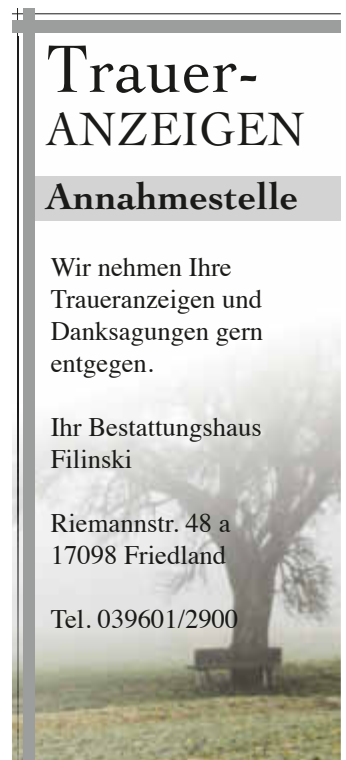 Trauer-
ANZEIGEN
Annahmestelle
Wir nehmen Ihre
Traueranzeigen und
Danksagungen gern
entgegen.
Ihr Bestattungshaus
Filinski
Riemannstr. 48 a
17098 Friedland
Tel. 039601/2900